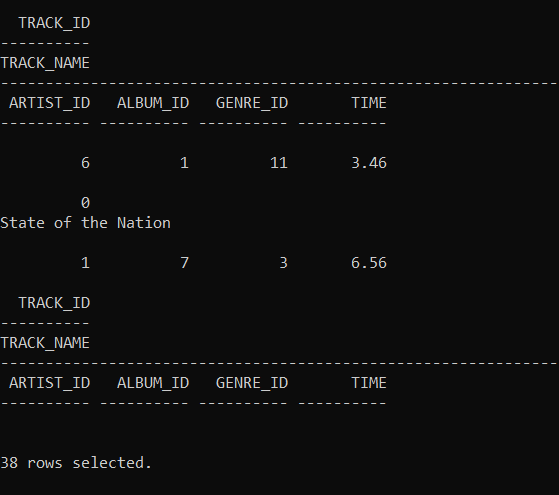 TRACK_ID
----------
TRACK_NAME
--------------------------------------------------------
 ARTIST_ID   ALBUM_ID   GENRE_ID       TIME
---------- ---------- ---------- ----------
         6          1         11       3.46
         0
State of the Nation
         1          7          3       6.56
  TRACK_ID
----------
TRACK_NAME
--------------------------------------------------------
 ARTIST_ID   ALBUM_ID   GENRE_ID       TIME
---------- ---------- ---------- ----------
38 rows selected.